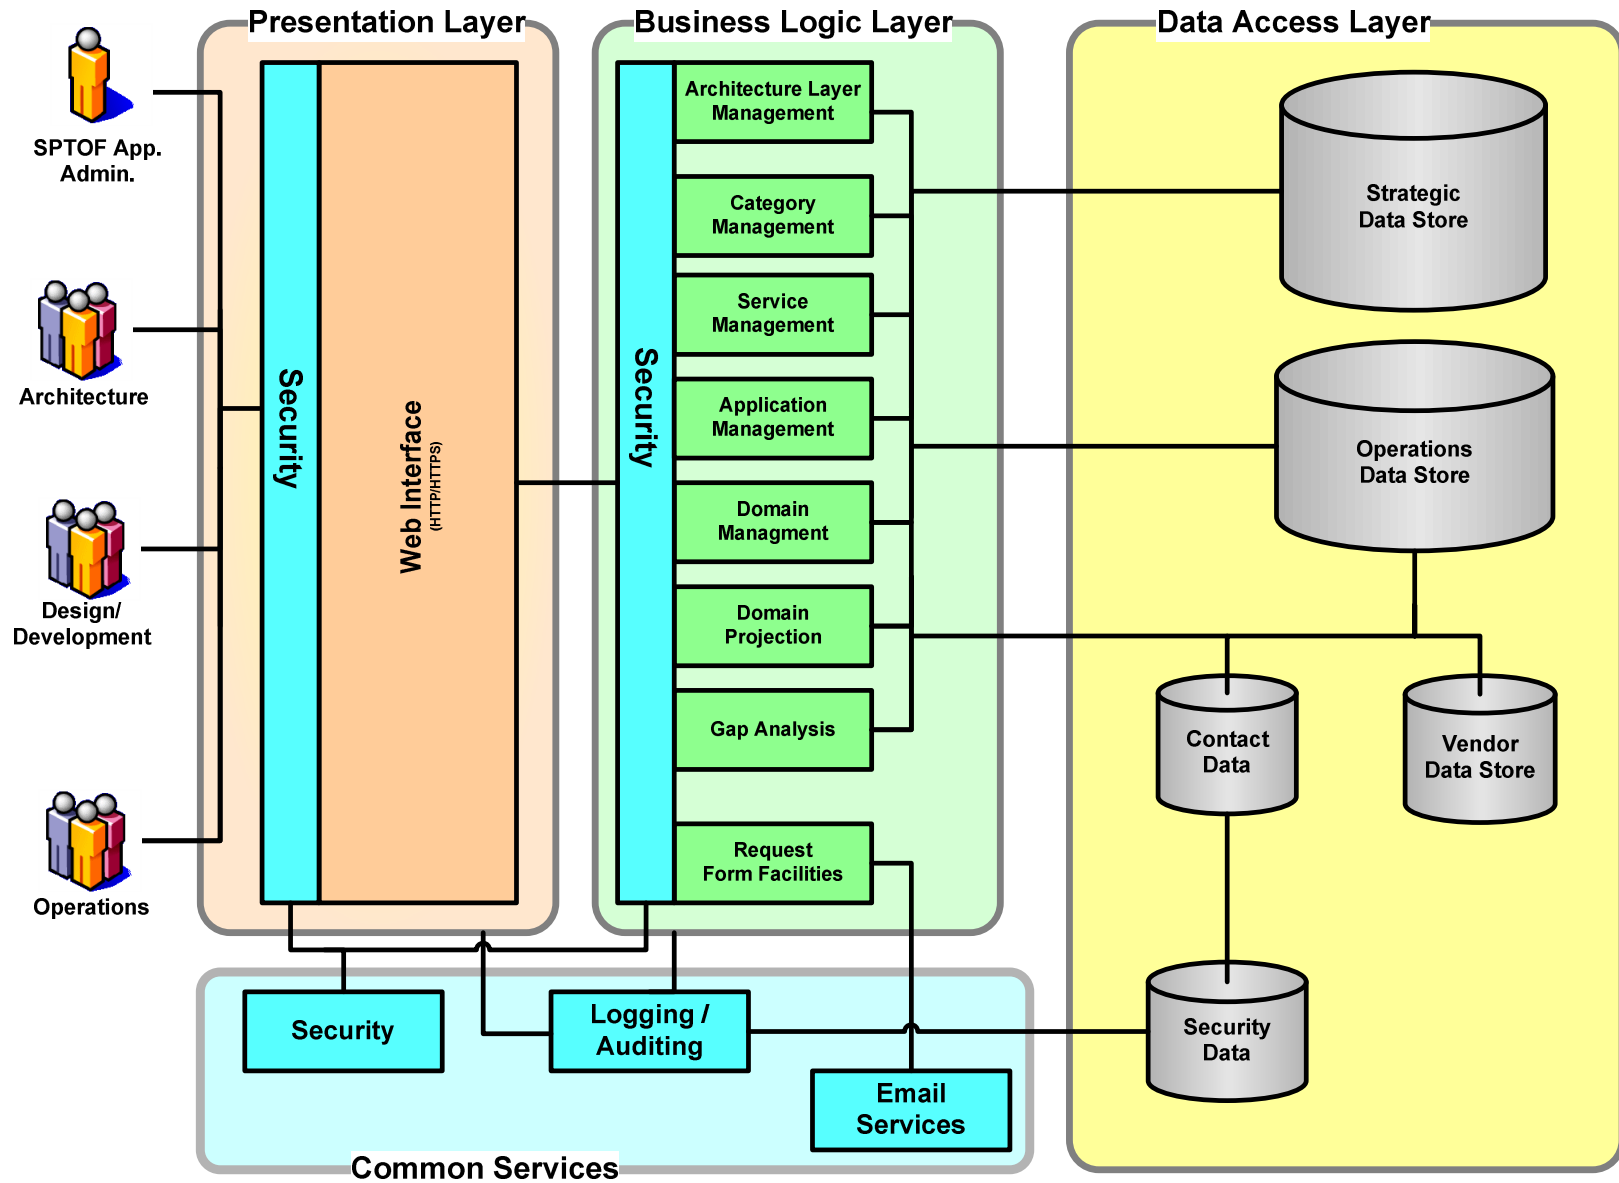 Presentation Layer
Business Logic Layer
Data Access Layer
SPTOF App.
Admin.
Architecture
Design/
Development
Operations
Security
Web Interface
(HTTP/HTTPS)
Security
Architecture Layer
Management
Category
Management
Service
Management
Application
Management
Domain
Managment
Domain
Projection
Gap Analysis
Request
Form Facilities
Strategic
Data Store
Operations
Data Store
Contact
Data
Vendor
Data Store
Security
Data
Security
Logging /
Auditing
Email
Services
Common Services